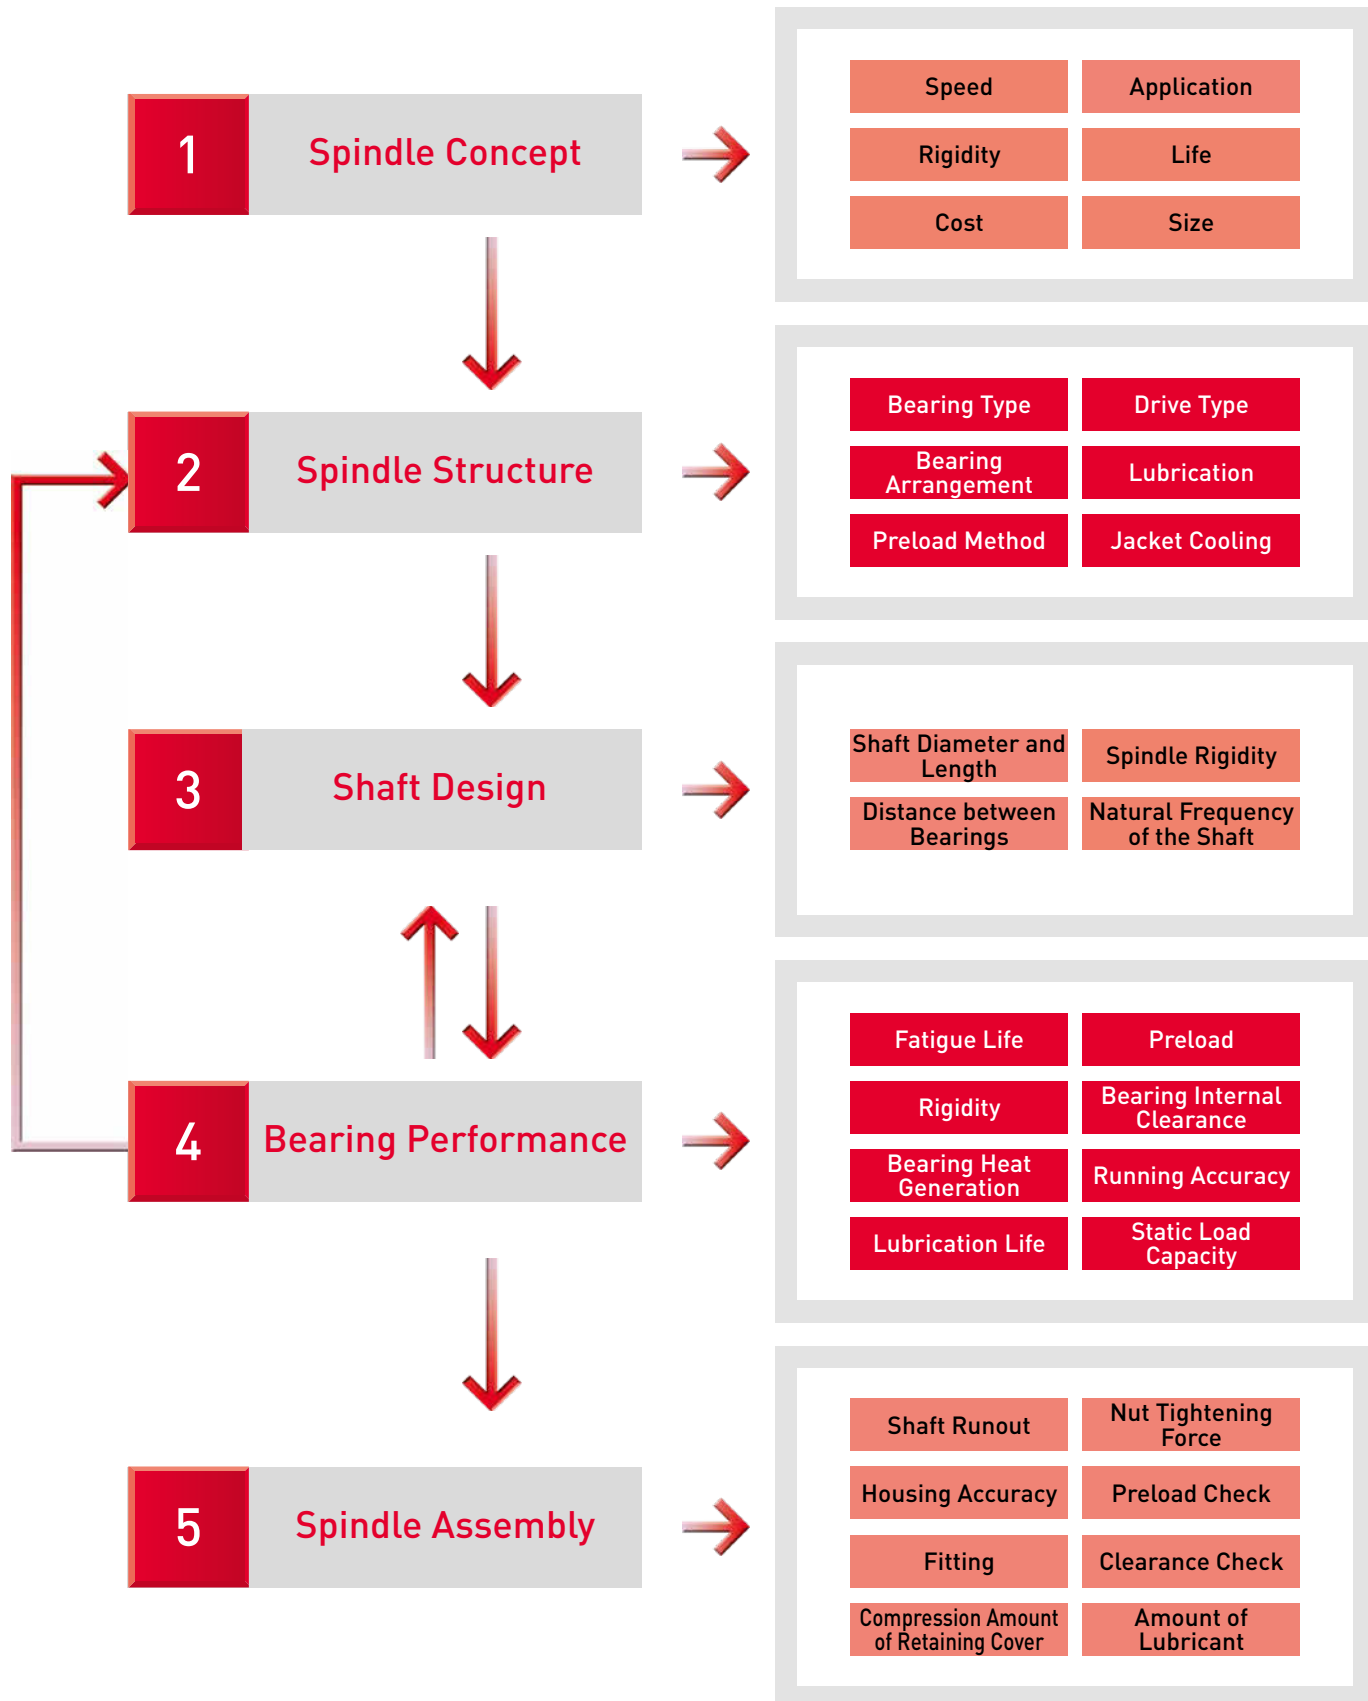 1
Spindle Concept
Speed
Application
Rigidity
Life
Cost
Size
2
Spindle Structure
Bearing Type
Drive Type
Bearing
Arrangement
Lubrication
Preload Method
Jacket Cooling
3
Shaft Design
Shaft Diameter and
Length
Spindle Rigidity
Distance between
Bearings
Natural Frequency
of the Shaft
4
Bearing Performance
Fatigue Life
Preload
Rigidity
Bearing Internal
Clearance
Bearing Heat
Generation
Running Accuracy
Lubrication Life
Static Load
Capacity
5
Spindle Assembly
Shaft Runout
Nut Tightening
Force
Housing Accuracy
Preload Check
Fitting
Clearance Check
Compression Amount
of Retaining Cover
Amount of
Lubricant